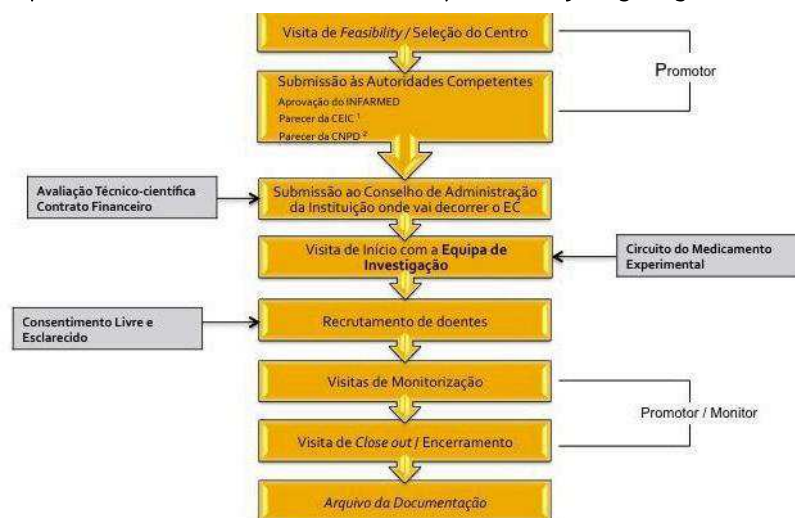 Visita de Feasibility / Seleção do Centro
Promotor
Submissão às Autoridades Competentes
Aprovação do INFARMED
Parecer da CEIC ¹
Parecer da CNPD ²
Avaliação Técnico-científica
Contrato Financeiro
Submissão ao Conselho de Administração
da Instituição onde vai decorrer o EC
Visita de Início com a Equipa de
Investigação
Circuito do Medicamento
Experimental
Consentimento Livre e
Esclarecido
Recrutamento de doentes
Visitas de Monitorização
Promotor / Monitor
Visita de Close out / Encerramento
Arquivo da Documentação